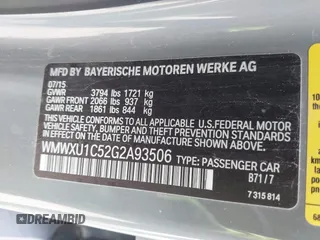 MFD BY BAYERISCHE MOTOREN WERKE AG
07/15
GVWR 3794 lbs 1721 kg
GAWR FRONT 2066 lbs 937 kg
GAWR REAR 1861 lbs 844 kg
THIS VEHICLE CONFORMS TO ALL APPLICABLE
U.S. FEDERAL MOTOR VEHICLE SAFETY,
BUMPER, AND THEFT PREVENTION STANDARDS
IN EFFECT ON THE DATE OF
MANUFACTURE SHOWN ABOVE.
WMWXU1C52G2A93506
TYPE: PASSENGER CAR
B71/7
7 315 814
DREAMBID